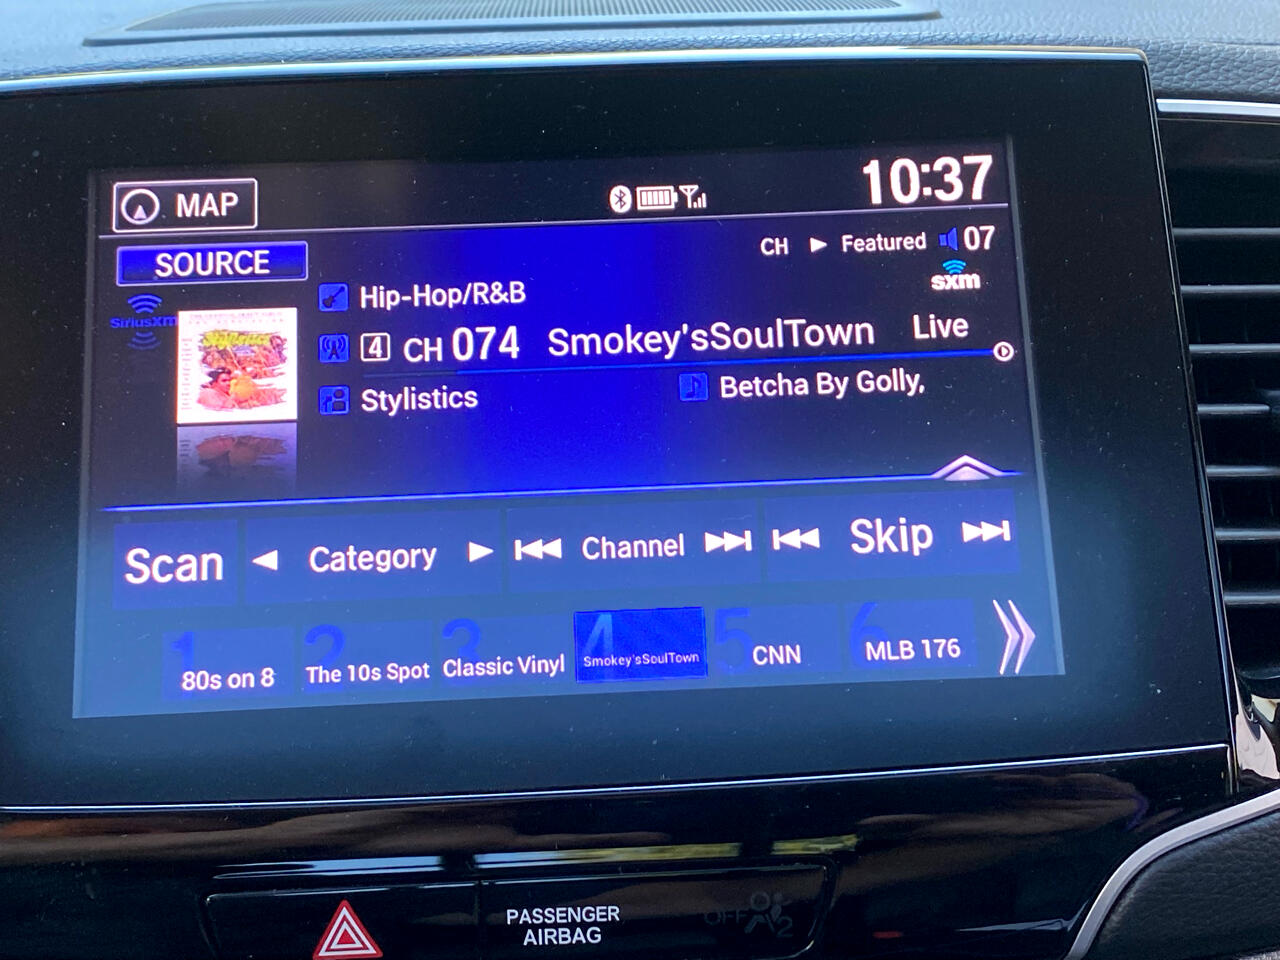 MAP
10:37
SOURCE
CH ▶ Featured 07
SiriusXM
sxm
Hip-Hop/R&B
4 CH 074 Smokey'sSoulTown Live
Stylistics
Betcha By Golly,
Scan
Category
Channel
Skip
1 80s on 8
2 The 10s Spot
3 Classic Vinyl
4 Smokey'sSoulTown
5 CNN
6 MLB 176
PASSENGER
AIRBAG
OFF
2